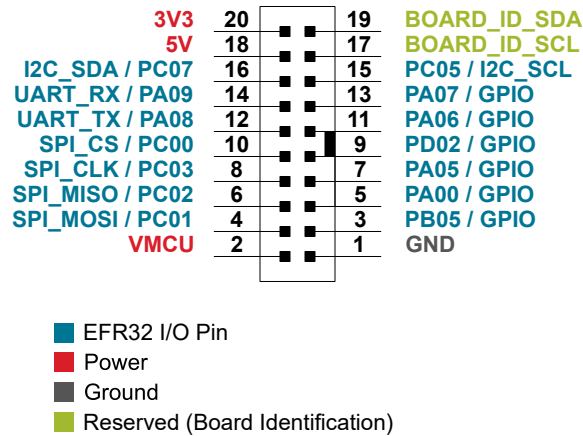 3V3 20 19 BOARD_ID_SDA
5V 18 17 BOARD_ID_SCL
I2C_SDA / PC07 16 15 PC05 / I2C_SCL
UART_RX / PA09 14 13 PA07 / GPIO
UART_TX / PA08 12 11 PA06 / GPIO
SPI_CS / PC00 10 9 PD02 / GPIO
SPI_CLK / PC03 8 7 PA05 / GPIO
SPI_MISO / PC02 6 5 PA00 / GPIO
SPI_MOSI / PC01 4 3 PB05 / GPIO
VMCU 2 1 GND
EFR32 I/O Pin
Power
Ground
Reserved (Board Identification)